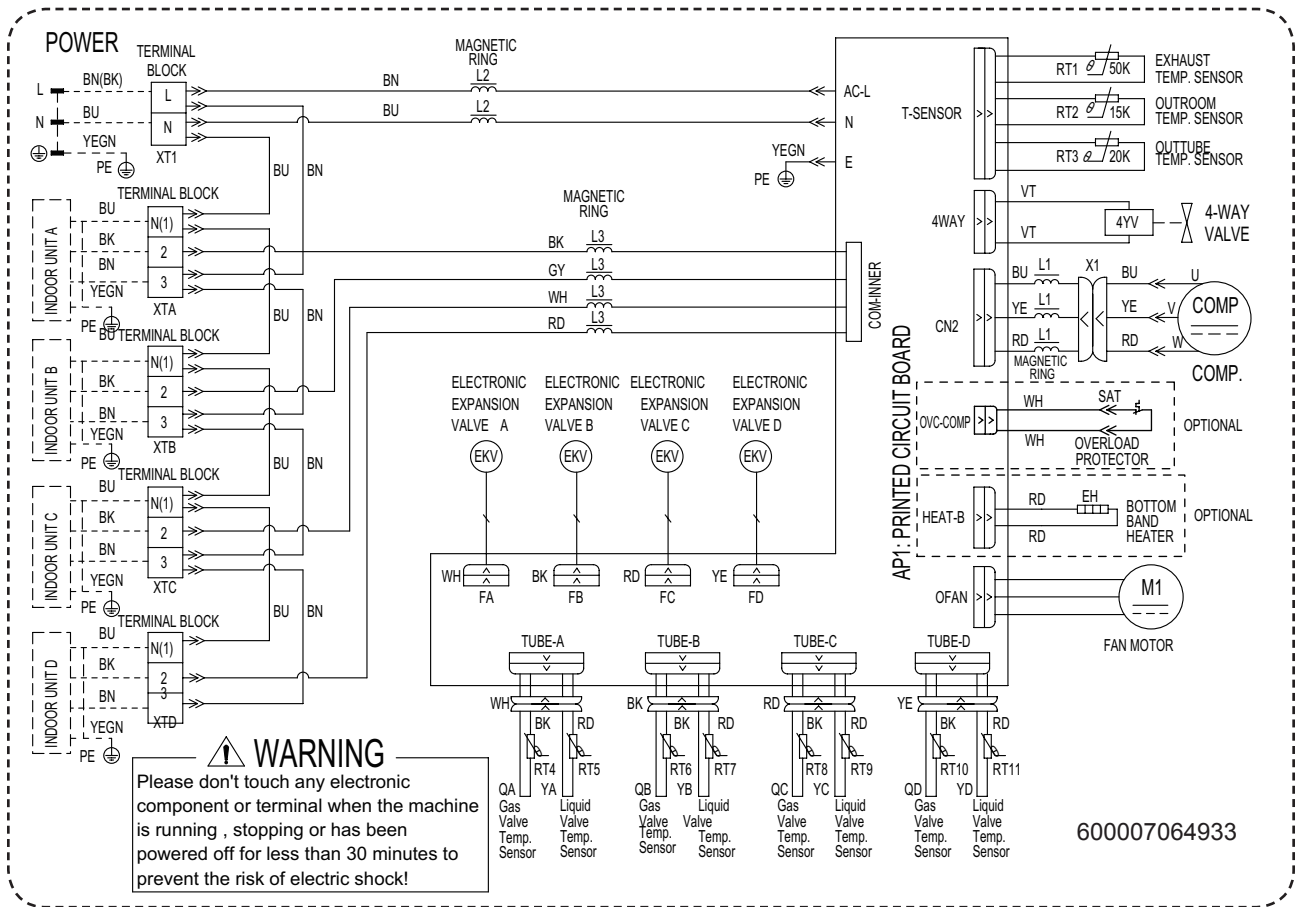 POWER
TERMINAL
BLOCK
L
BN(BK)
L
N
BU
N
YEGN
PE
XT1
BN
MAGNETIC
RING
L2
BU
L2
AC-L
N
YEGN
E
PE
BU
BN
INDOOR UNIT A
TERMINAL BLOCK
BU
N(1)
BK
2
BN
3
YEGN
XTA
PE
MAGNETIC
RING
BK
L3
GY
L3
WH
L3
RD
L3
COM-INNER
BU
BN
INDOOR UNIT B
TERMINAL BLOCK
BU
N(1)
BK
2
BN
3
YEGN
XTB
PE
BU
BN
INDOOR UNIT C
TERMINAL BLOCK
BU
N(1)
BK
2
BN
3
YEGN
XTC
PE
BU
BN
INDOOR UNIT D
TERMINAL BLOCK
BU
N(1)
BK
2
BN
3
YEGN
XTD
PE
ELECTRONIC
EXPANSION
VALVE A
EKV
ELECTRONIC
EXPANSION
VALVE B
EKV
ELECTRONIC
EXPANSION
VALVE C
EKV
ELECTRONIC
EXPANSION
VALVE D
EKV
WH
FA
BK
FB
RD
FC
YE
FD
AP1: PRINTED CIRCUIT BOARD
T-SENSOR
RT1 θ 50K
EXHAUST
TEMP. SENSOR
RT2 θ 15K
OUTROOM
TEMP. SENSOR
RT3 θ 20K
OUTTUBE
TEMP. SENSOR
4WAY
VT
VT
4YV
4-WAY
VALVE
CN2
BU
L1
YE
L1
RD
L1
MAGNETIC
RING
X1
BU
U
YE
V
RD
W
COMP
COMP.
OVC-COMP
WH
SAT
WH
OVERLOAD
PROTECTOR
OPTIONAL
HEAT-B
RD
EH
RD
BOTTOM
BAND
HEATER
OPTIONAL
OFAN
M1
FAN MOTOR
TUBE-A
WH
BK
RD
RT4
RT5
QA
YA
Gas
Valve
Temp.
Sensor
Liquid
Valve
Temp.
Sensor
TUBE-B
BK
BK
RD
RT6
RT7
QB
YB
Gas
Valve
Temp.
Sensor
Liquid
Valve
Temp.
Sensor
TUBE-C
RD
BK
RD
RT8
RT9
QC
YC
Gas
Valve
Temp.
Sensor
Liquid
Valve
Temp.
Sensor
TUBE-D
YE
BK
RD
RT10
RT11
QD
YD
Gas
Valve
Temp.
Sensor
Liquid
Valve
Temp.
Sensor
WARNING
Please don't touch any electronic
component or terminal when the machine
is running , stopping or has been
powered off for less than 30 minutes to
prevent the risk of electric shock!
600007064933